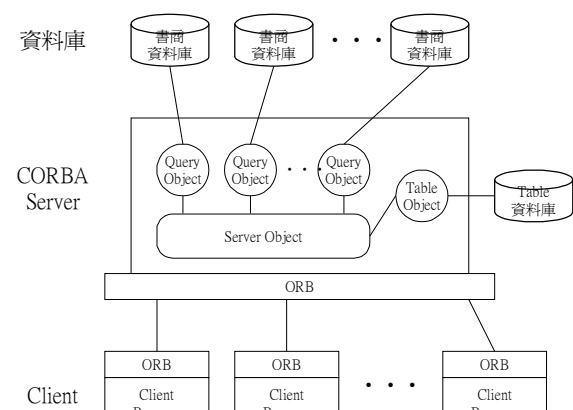 資料庫
書商
資料庫
書商
資料庫
書商
資料庫
CORBA
Server
Query
Object
Query
Object
Query
Object
Table
Object
Table
資料庫
Server Object
ORB
ORB
ORB
ORB
Client
Client
Client
Client